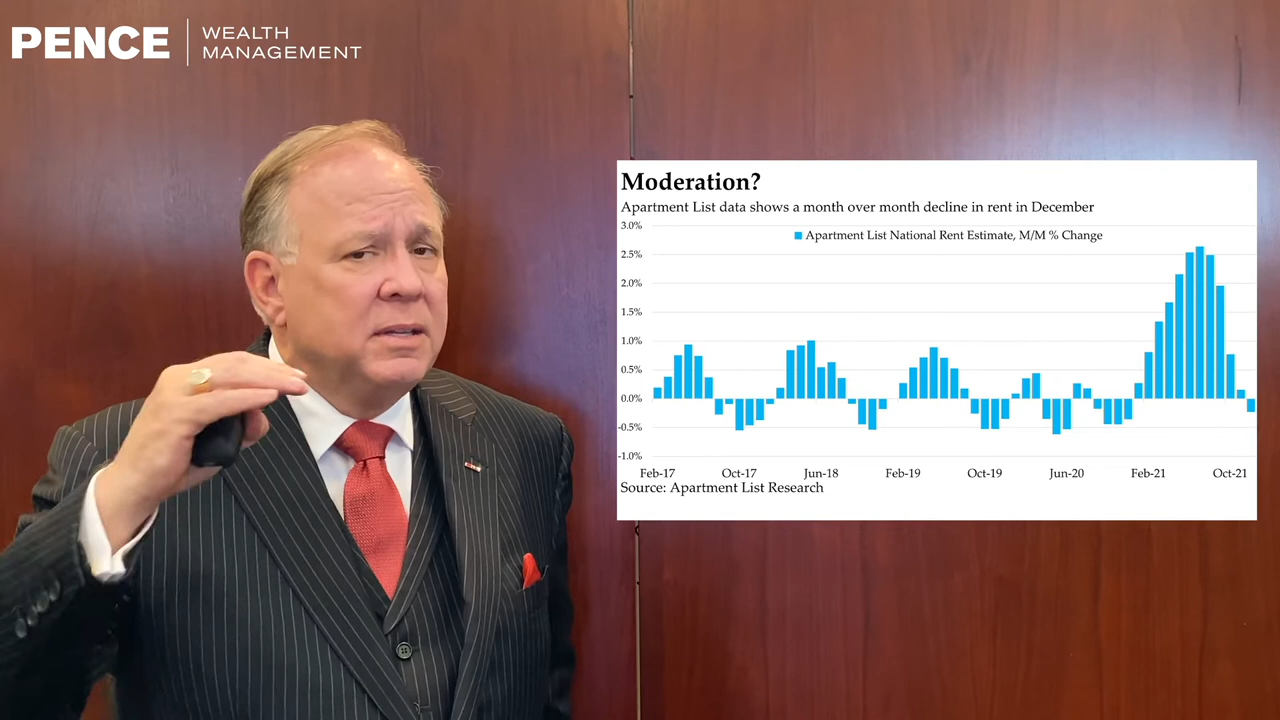 PENCE
WEALTH
MANAGEMENT
Moderation?
Apartment List data shows a month over month decline in rent in December
3.0%
Apartment List National Rent Estimate, M/M % Change
2.5%
2.0%
1.5%
1.0%
0.5%
0.0%
-0.5%
-1.0%
Feb-17 Oct-17 Jun-18 Feb-19 Oct-19 Jun-20 Feb-21 Oct-21
Source: Apartment List Research